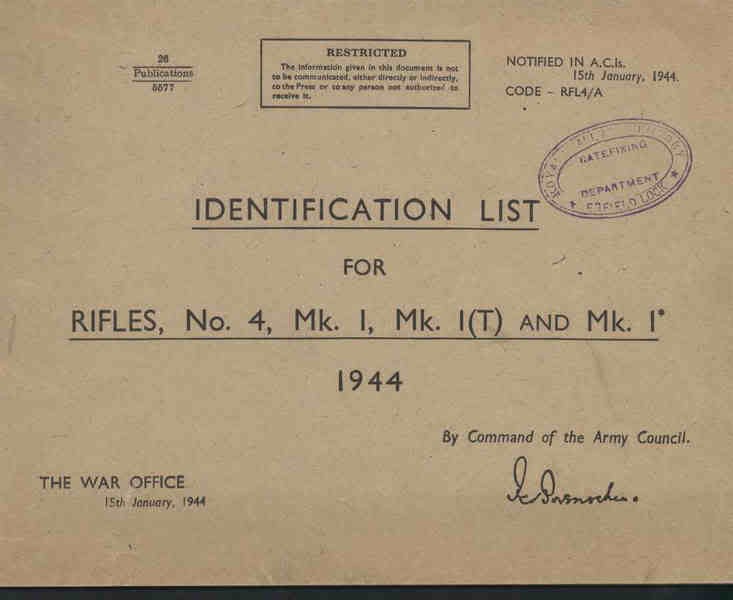 26
Publications
5577
RESTRICTED
The information given in this document is not
to be communicated, either directly or indirectly,
to the Press or to any person not authorized to
receive it.
NOTIFIED IN A.C.Is.
15th January, 1944.
CODE - RFL4/A
RATEFIXING
DEPARTMENT
ENFIELD LOCK
IDENTIFICATION LIST
FOR
RIFLES, No. 4, Mk. I, Mk. I(T) AND Mk. I*
1944
By Command of the Army Council.
THE WAR OFFICE
15th January, 1944